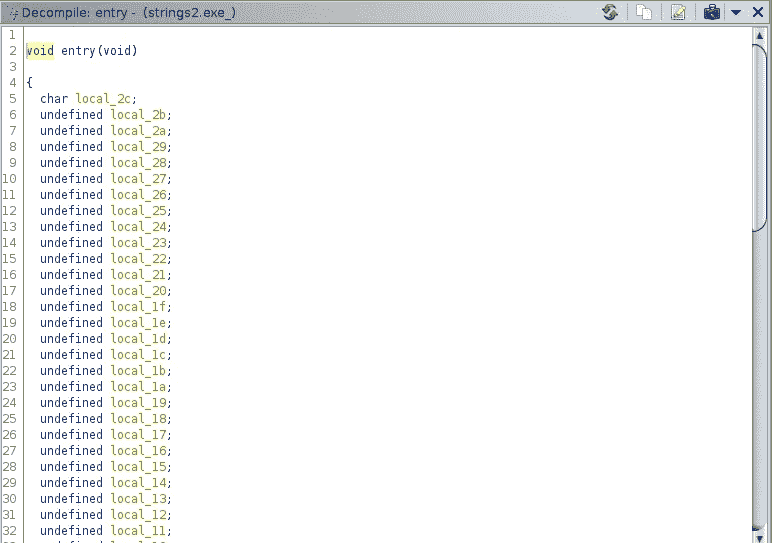 Decompile: entry - (strings2.exe_)
1
2 void entry(void)
3
4 {
5 char local_2c;
6 undefined local_2b;
7 undefined local_2a;
8 undefined local_29;
9 undefined local_28;
10 undefined local_27;
11 undefined local_26;
12 undefined local_25;
13 undefined local_24;
14 undefined local_23;
15 undefined local_22;
16 undefined local_21;
17 undefined local_20;
18 undefined local_1f;
19 undefined local_1e;
20 undefined local_1d;
21 undefined local_1c;
22 undefined local_1b;
23 undefined local_1a;
24 undefined local_19;
25 undefined local_18;
26 undefined local_17;
27 undefined local_16;
28 undefined local_15;
29 undefined local_14;
30 undefined local_13;
31 undefined local_12;
32 undefined local_11;